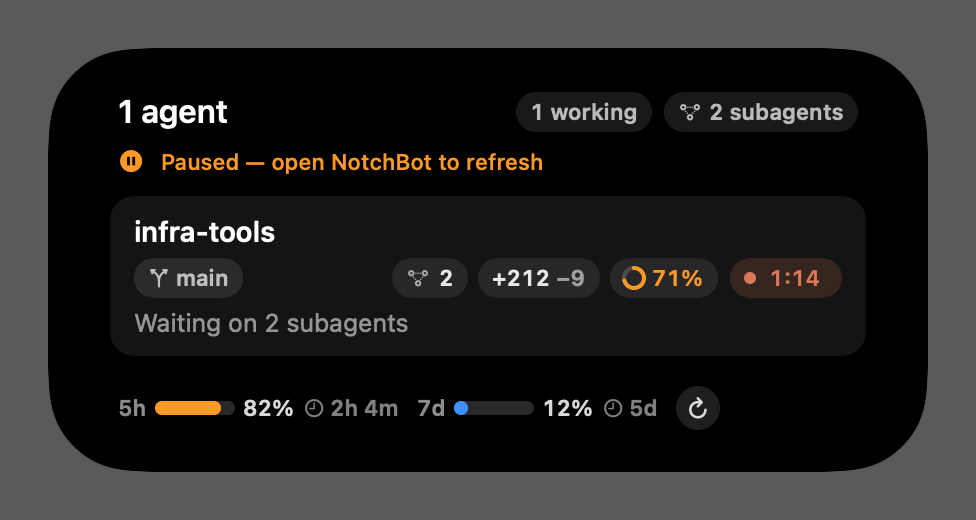 1 agent 1 working 2 subagents
Paused — open NotchBot to refresh
infra-tools
main 2 +212 −9 71% 1:14
Waiting on 2 subagents
5h 82% 2h 4m 7d 12% 5d